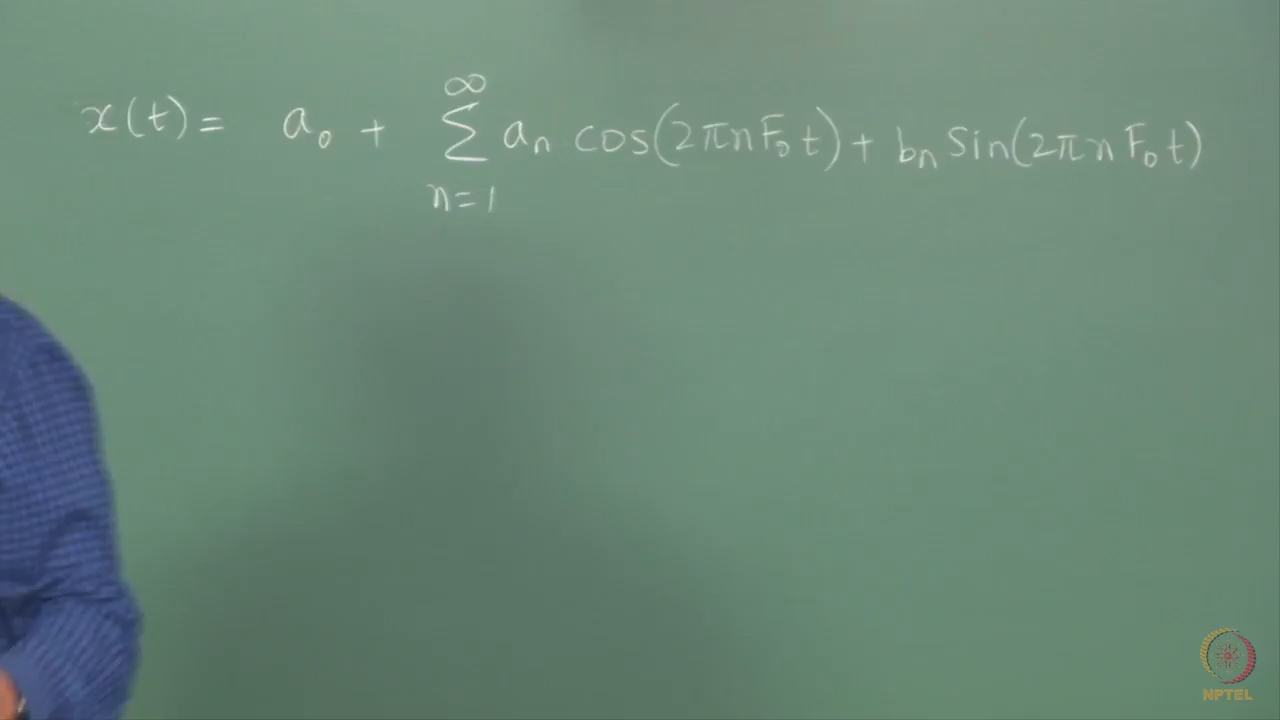 x(t) = a₀ + ∑_{n=1}^{∞} aₙ cos(2πnF₀t) + bₙ sin(2πnF₀t)
NPTEL